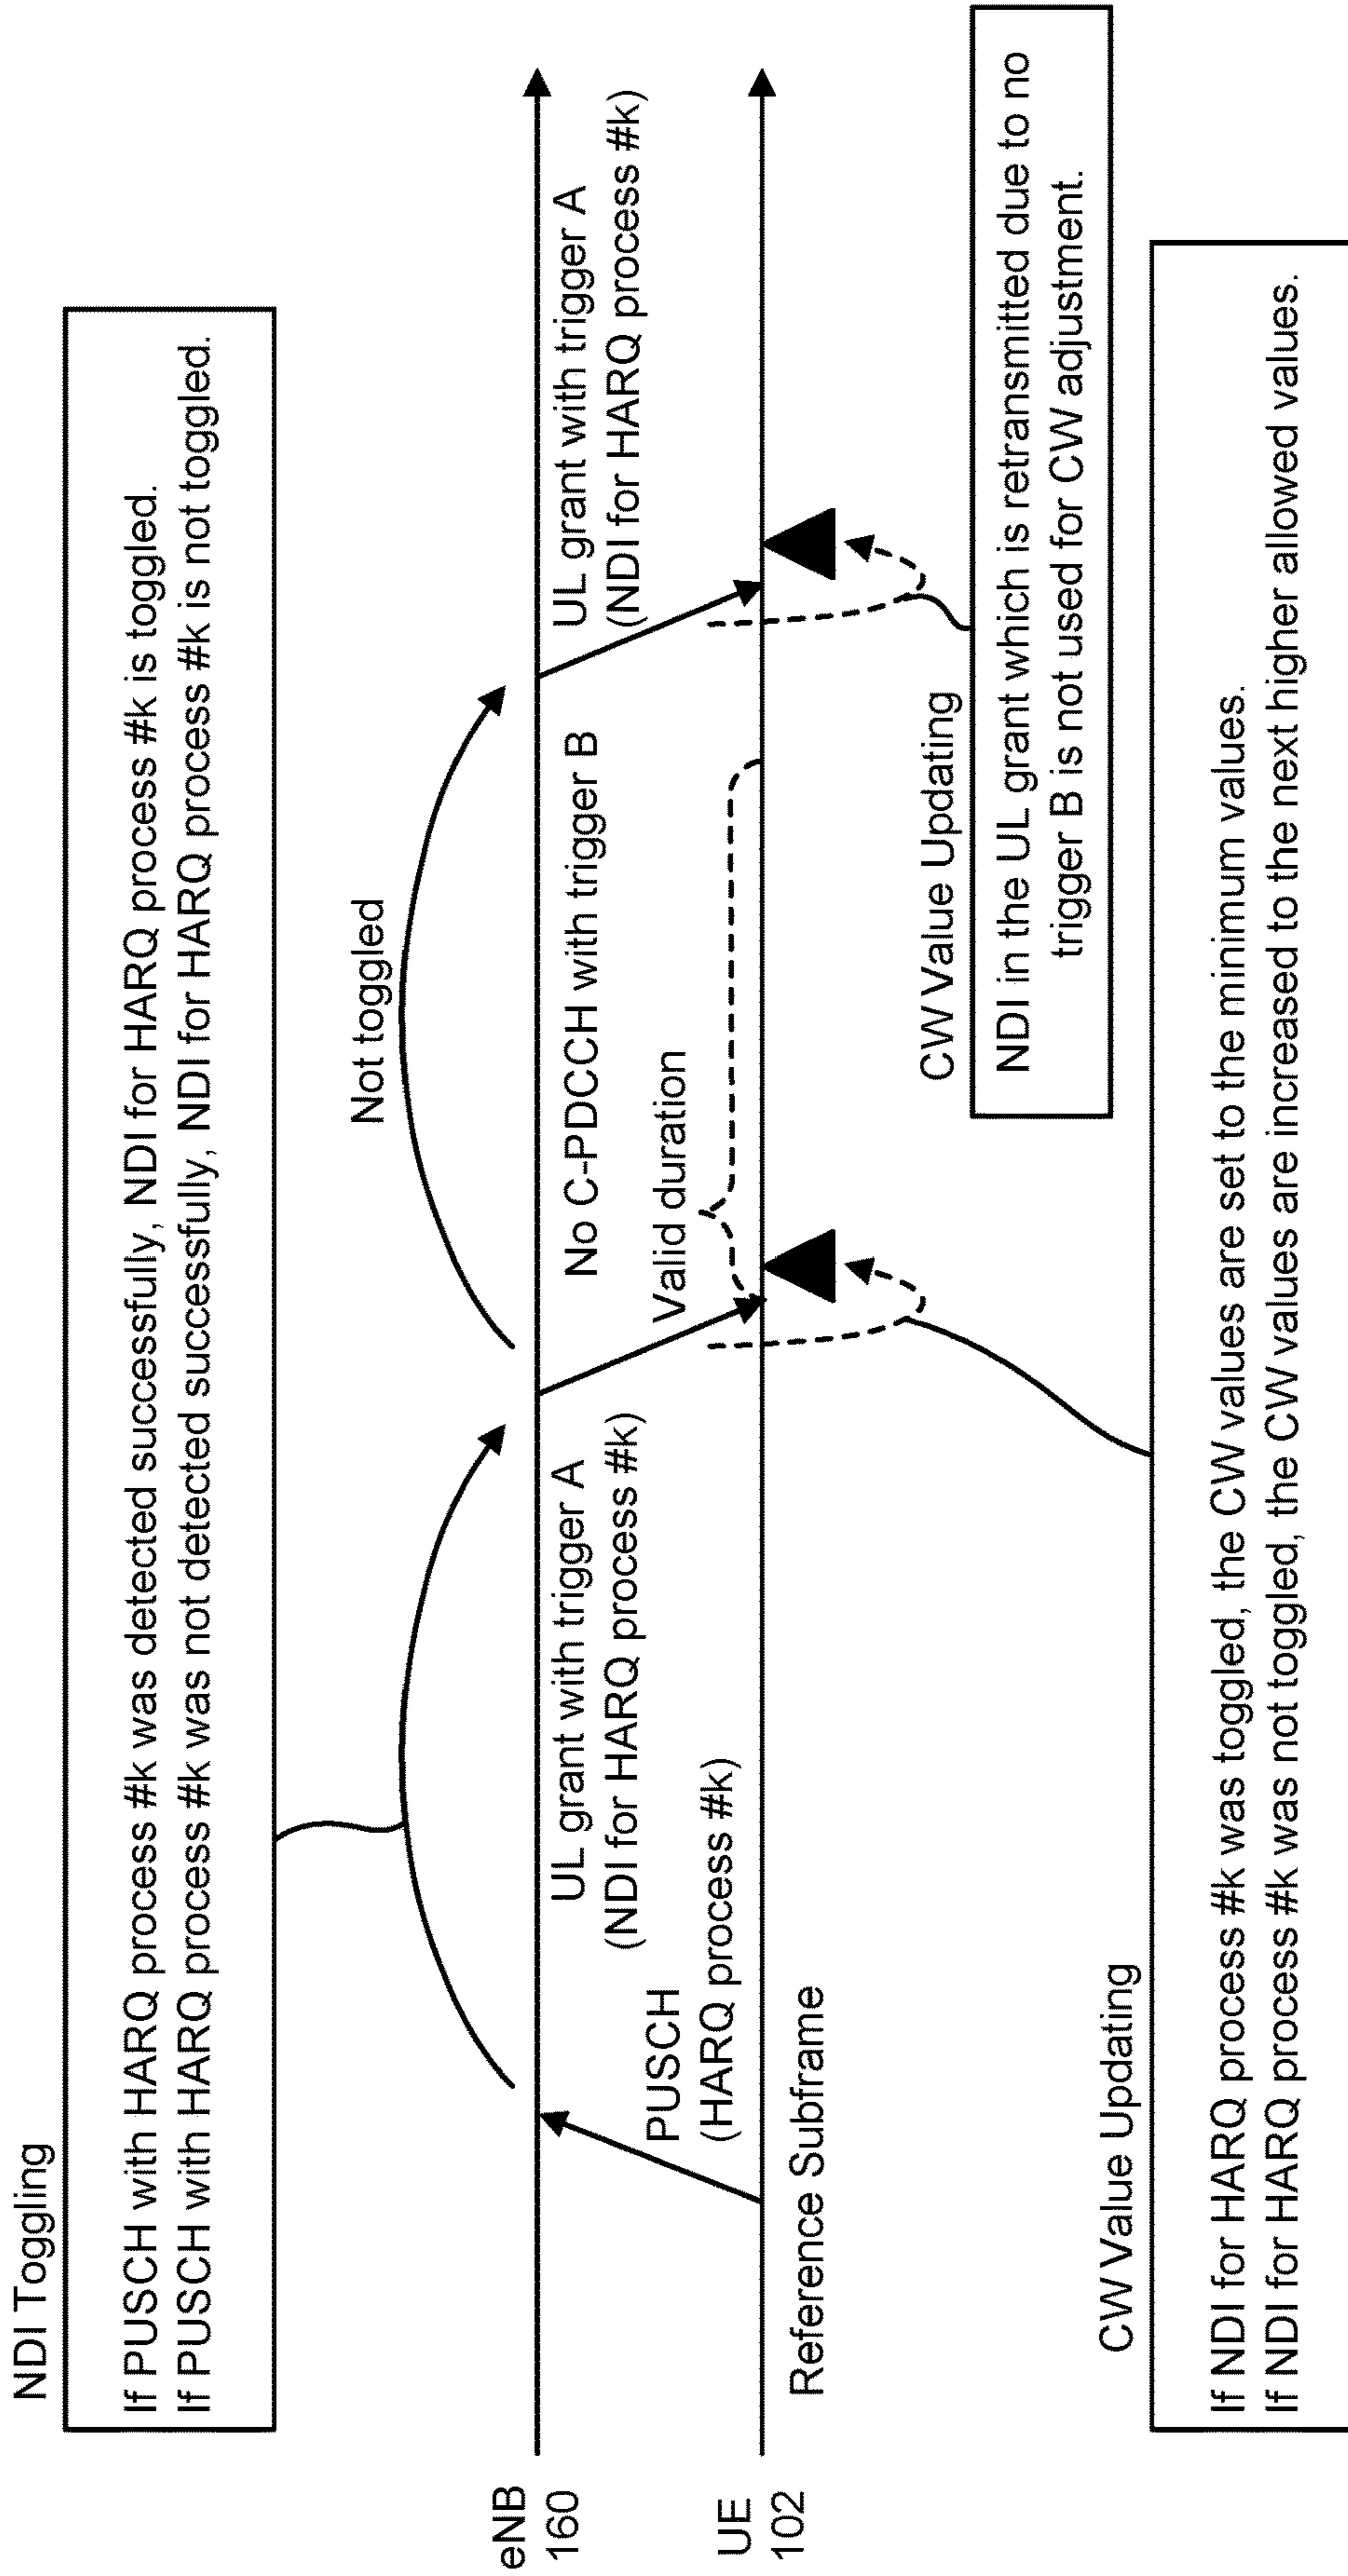 NDI Toggling
If PUSCH with HARQ process #k was detected successfully, NDI for HARQ process #k is toggled.
If PUSCH with HARQ process #k was not detected successfully, NDI for HARQ process #k is not toggled.
Not toggled
eNB
160
UL grant with trigger A
(NDI for HARQ process #k)
No C-PDCCH with trigger B
UL grant with trigger A
(NDI for HARQ process #k)
PUSCH
(HARQ process #k)
Valid duration
UE
102
Reference Subframe
CW Value Updating
NDI in the UL grant which is retransmitted due to no
trigger B is not used for CW adjustment.
CW Value Updating
If NDI for HARQ process #k was toggled, the CW values are set to the minimum values.
If NDI for HARQ process #k was not toggled, the CW values are increased to the next higher allowed values.